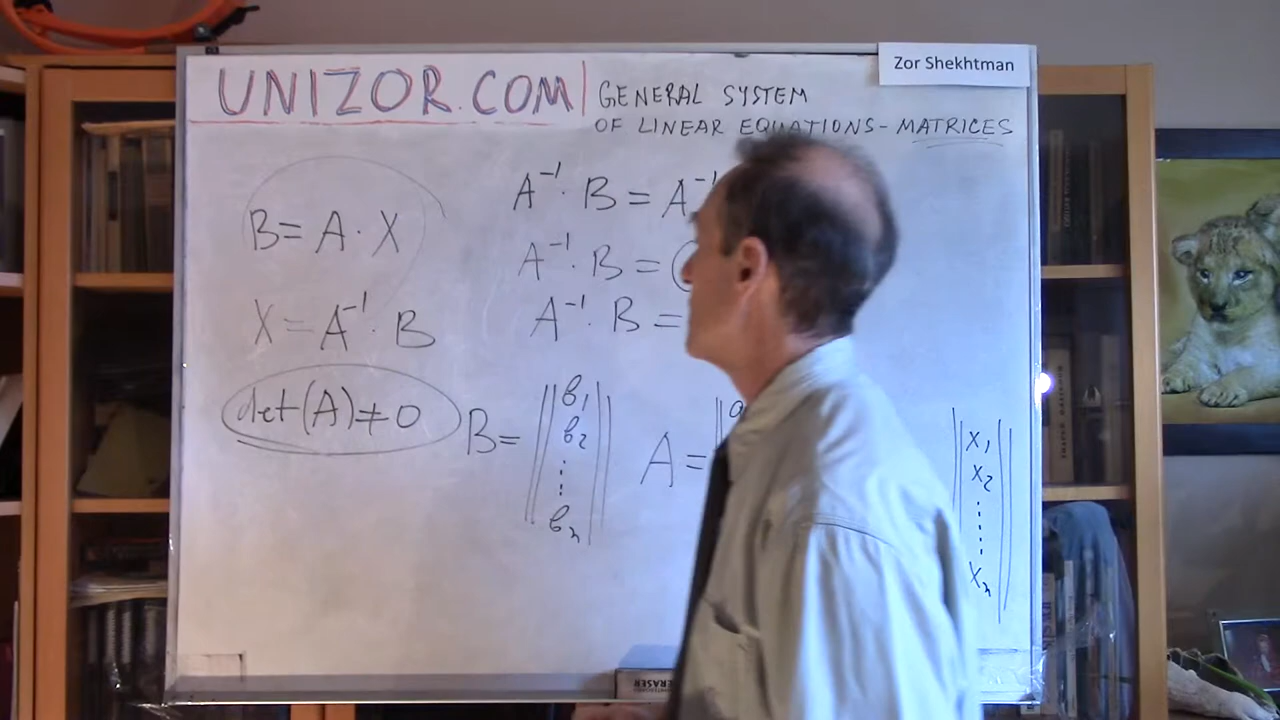 Zor Shekhtman
UNIZOR.COM
GENERAL SYSTEM
OF LINEAR EQUATIONS - MATRICES
B = A · X
X = A⁻¹ · B
det(A) ≠ 0
A⁻¹ · B = A⁻¹
A⁻¹ · B = (
A⁻¹ · B =
B =
b₁
b₂
bₙ
A =
x₁
x₂
xₙ
ERASER